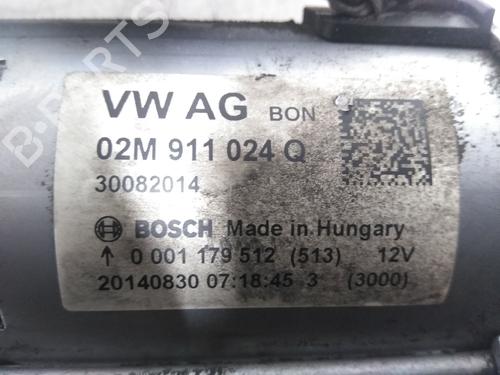 VW AG BON
02M 911 024 Q
30082014
BOSCH Made in Hungary
↑ 0 001 179 512 (513) 12V
20140830 07:18:45 3 (3000)
B-PARTS